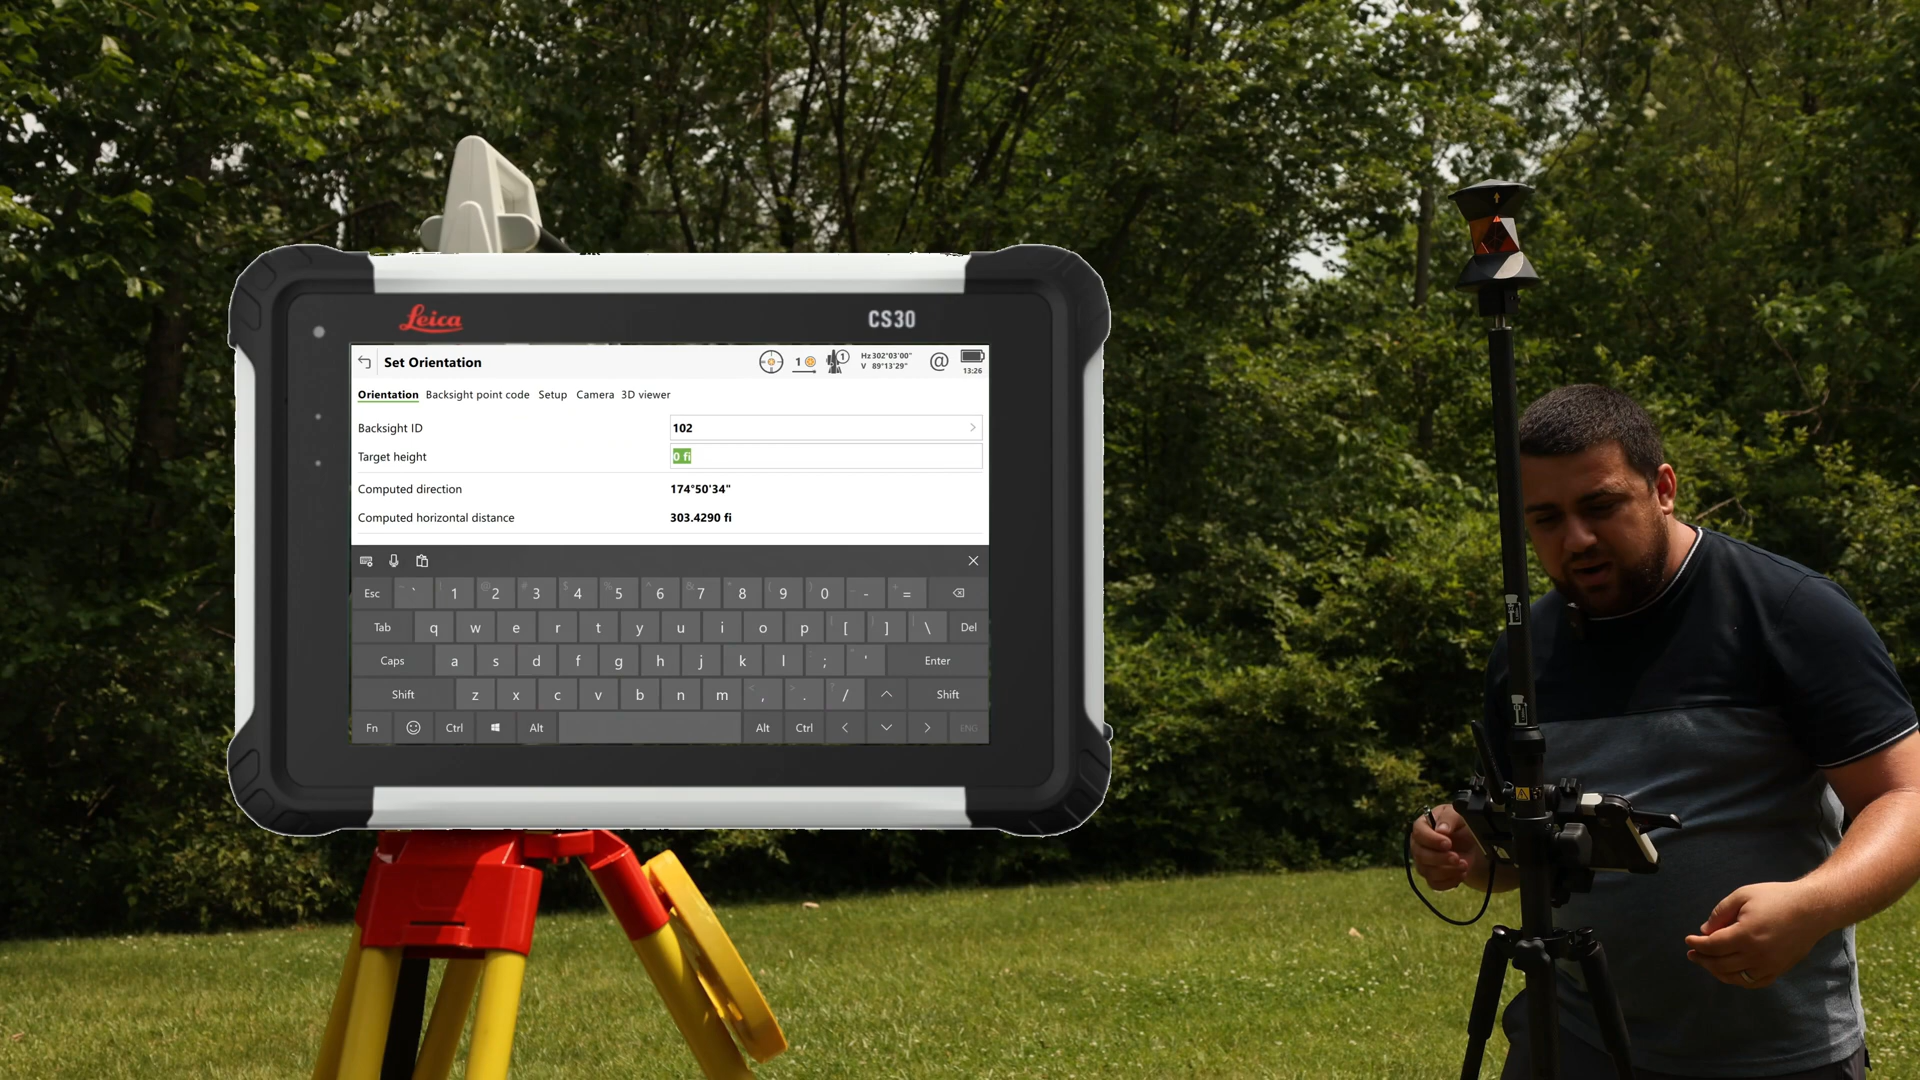 Leica CS30
Set Orientation
1
1
Hz 302°03'00"
V 89°13'29"
@
13:26
Orientation Backsight point code Setup Camera 3D viewer
Backsight ID 102
Target height 0 fi
Computed direction 174°50'34"
Computed horizontal distance 303.4290 fi
Esc ` 1 2 3 4 5 6 7 8 9 0 - =
Tab q w e r t y u i o p [ ] \ Del
Caps a s d f g h j k l ; ' Enter
Shift z x c v b n m , . / Shift
Fn Ctrl Alt Alt Ctrl ENG